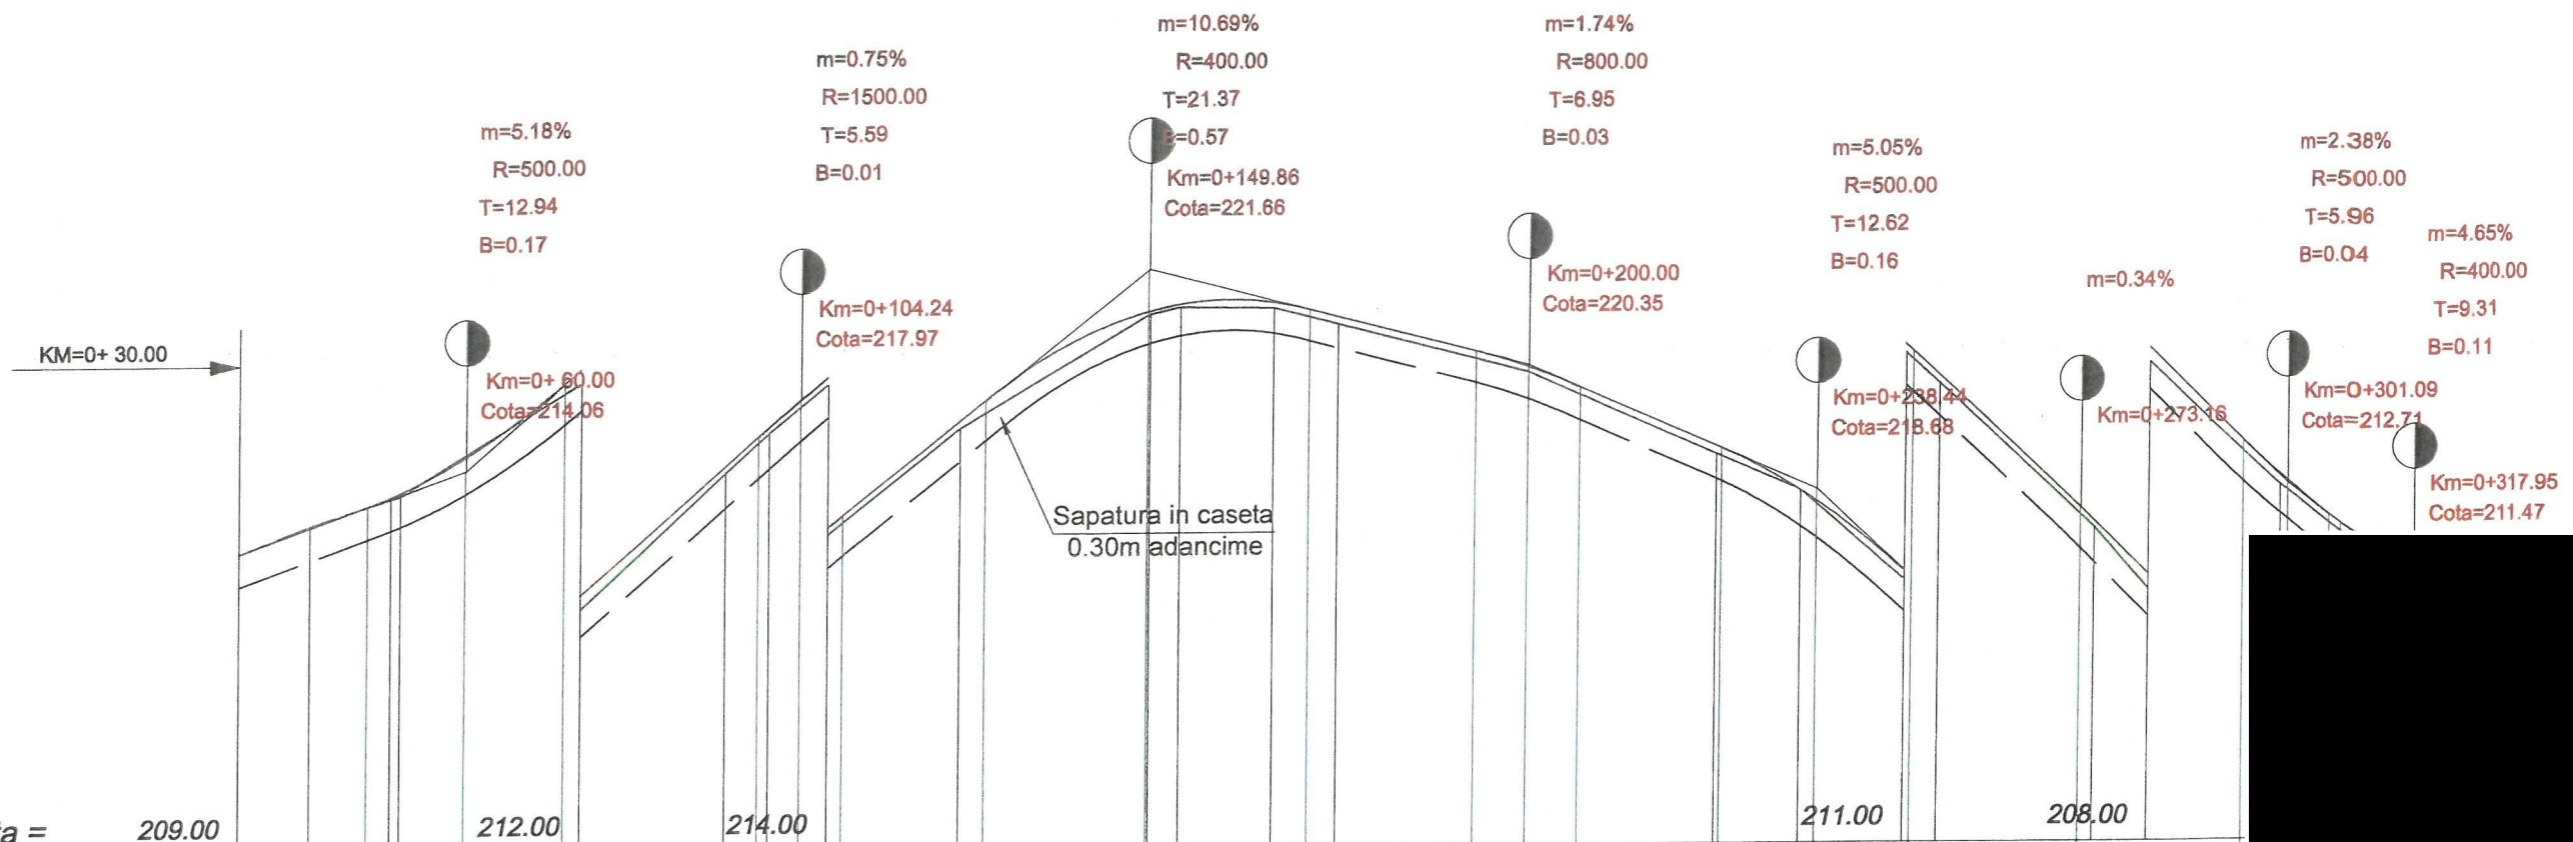 m=10.69%
R=400.00
T=21.37
B=0.57
Km=0+149.86
Cota=221.66
m=1.74%
R=800.00
T=6.95
B=0.03
Km=0+200.00
Cota=220.35
m=0.75%
R=1500.00
T=5.59
B=0.01
Km=0+104.24
Cota=217.97
m=5.18%
R=500.00
T=12.94
B=0.17
Km=0+ 60.00
Cota=214.06
m=5.05%
R=500.00
T=12.62
B=0.16
Km=0+238.44
Cota=218.68
m=0.34%
Km=0+273.16
m=2.38%
R=500.00
T=5.96
B=0.04
Km=0+301.09
Cota=212.71
m=4.65%
R=400.00
T=9.31
B=0.11
Km=0+317.95
Cota=211.47
KM=0+ 30.00
Sapatura in caseta
0.30m adancime
a =
209.00
212.00
214.00
211.00
208.00